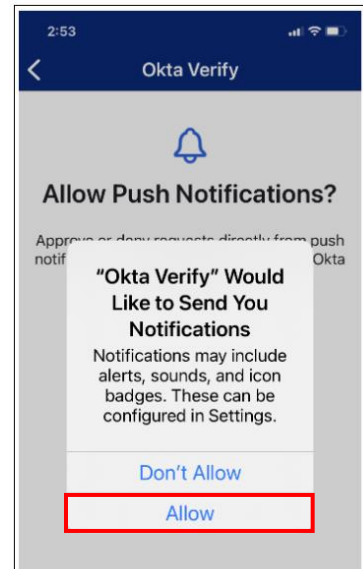 2:53
Okta Verify
Allow Push Notifications?
Approve or deny requests directly from push
notif Okta
“Okta Verify” Would
Like to Send You
Notifications
Notifications may include
alerts, sounds, and icon
badges. These can be
configured in Settings.
Don’t Allow
Allow